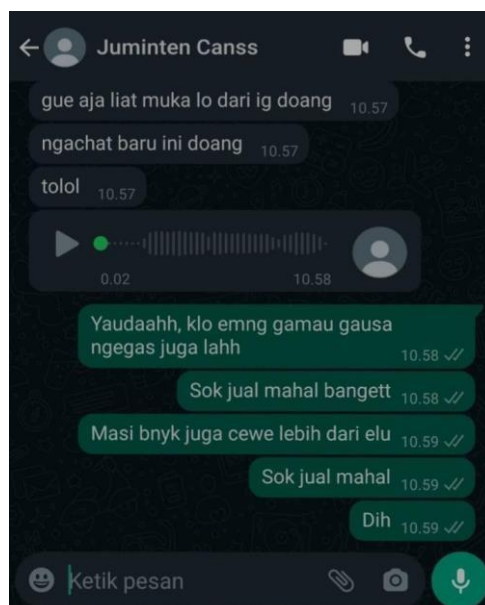 Juminten Canss
gue aja liat muka lo dari ig doang 10.57
ngachat baru ini doang 10.57
tolol 10.57
0.02 10.58
Yaudaahh, klo emng gamau gausa
ngegas juga lahh 10.58
Sok jual mahal bangett 10.58
Masi bnyk juga cewe lebih dari elu 10.59
Sok jual mahal 10.59
Dih 10.59
Ketik pesan